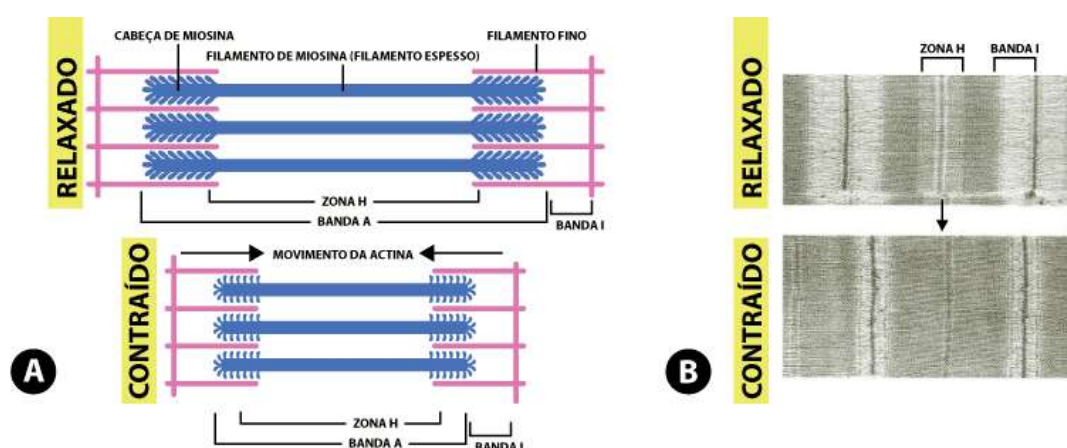 RELAXADO
CABEÇA DE MIOSINA
FILAMENTO DE MIOSINA (FILAMENTO ESPESSO)
FILAMENTO FINO
ZONA H
BANDA A
BANDA I
CONTRAÍDO
MOVIMENTO DA ACTINA
ZONA H
BANDA A
BANDA I
A
RELAXADO
ZONA H
BANDA I
CONTRAÍDO
B